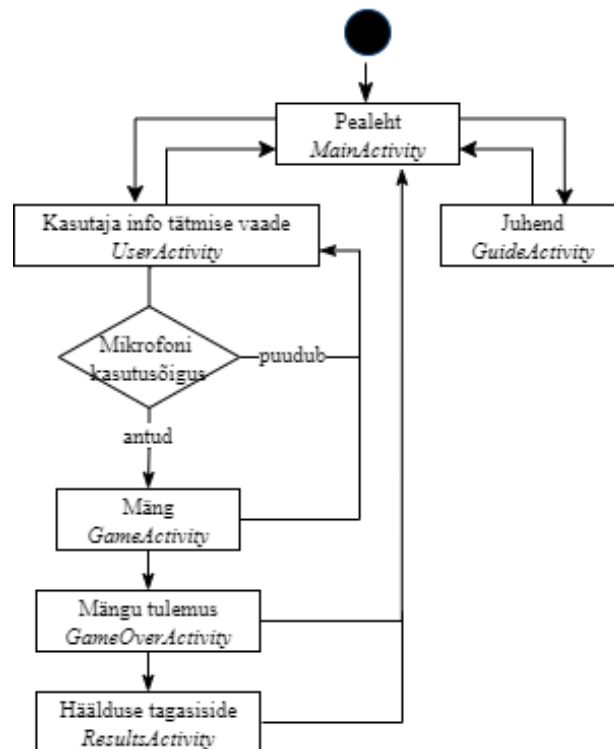 Pealeht
MainActivity
Kasutaja info tätmise vaade
UserActivity
Juhend
GuideActivity
Mikrofoni
kasutusõigus
puudub
antud
Mäng
GameActivity
Mängu tulemus
GameOverActivity
Häälduse tagasiside
ResultsActivity